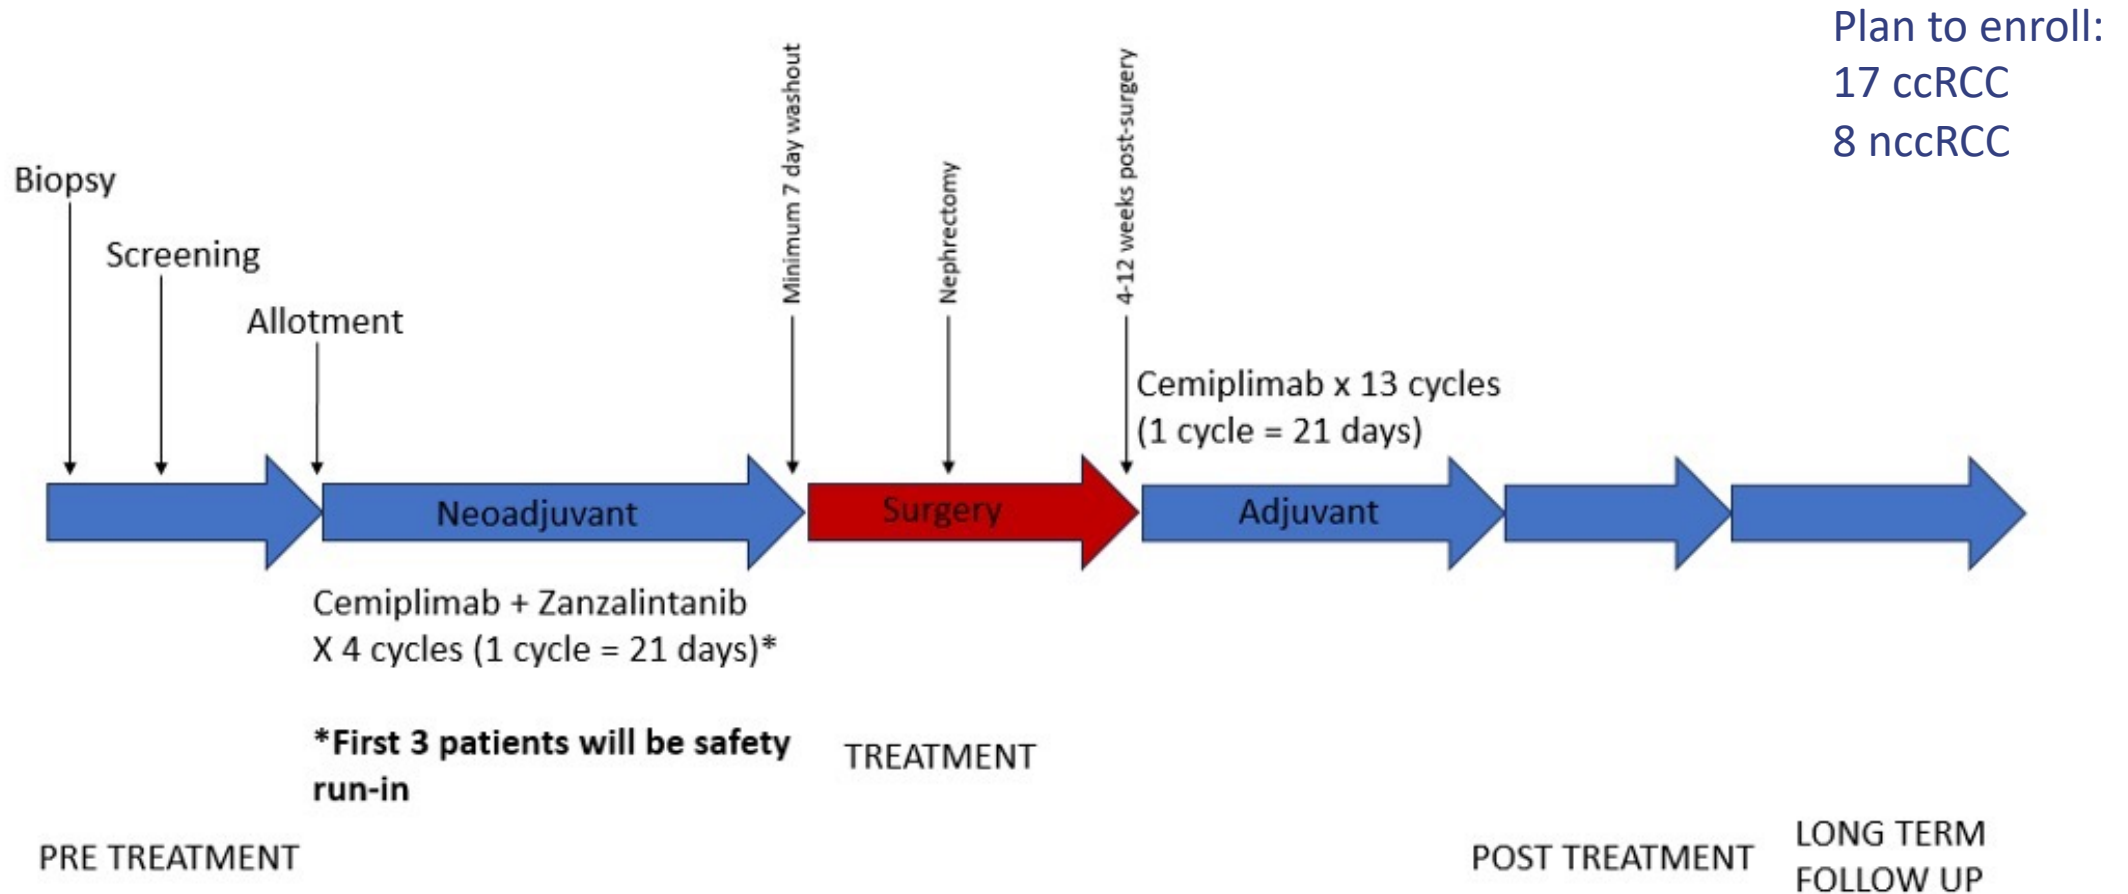 Plan to enroll:
17 ccRCC
8 nccRCC
Biopsy
Screening
Allotment
Minimum 7 day washout
Nephrectomy
4-12 weeks post-surgery
Cemiplimab x 13 cycles
(1 cycle = 21 days)
Neoadjuvant
Surgery
Adjuvant
Cemiplimab + Zanzalintanib
X 4 cycles (1 cycle = 21 days)*
*First 3 patients will be safety
run-in
TREATMENT
PRE TREATMENT
POST TREATMENT
LONG TERM
FOLLOW UP